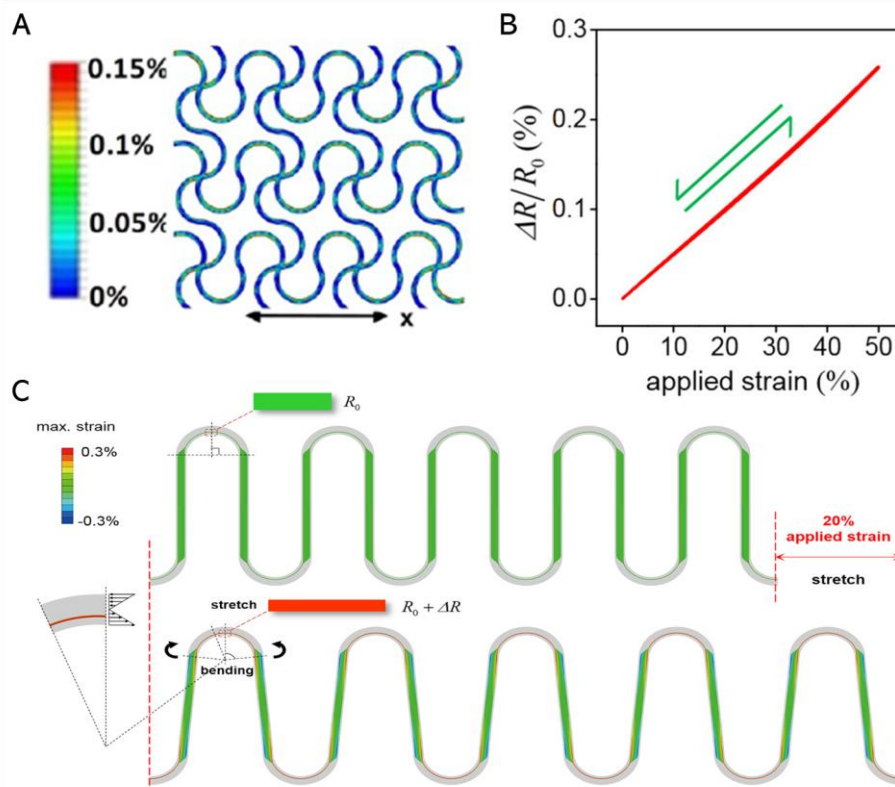 A
0.15%
0.1%
0.05%
0%
x
B
0.3
0.2
0.1
0.0
ΔR/R₀ (%)
0 10 20 30 40 50
applied strain (%)
C
max. strain
0.3%
-0.3%
R₀
20%
applied strain
stretch
stretch
R₀ + ΔR
bending